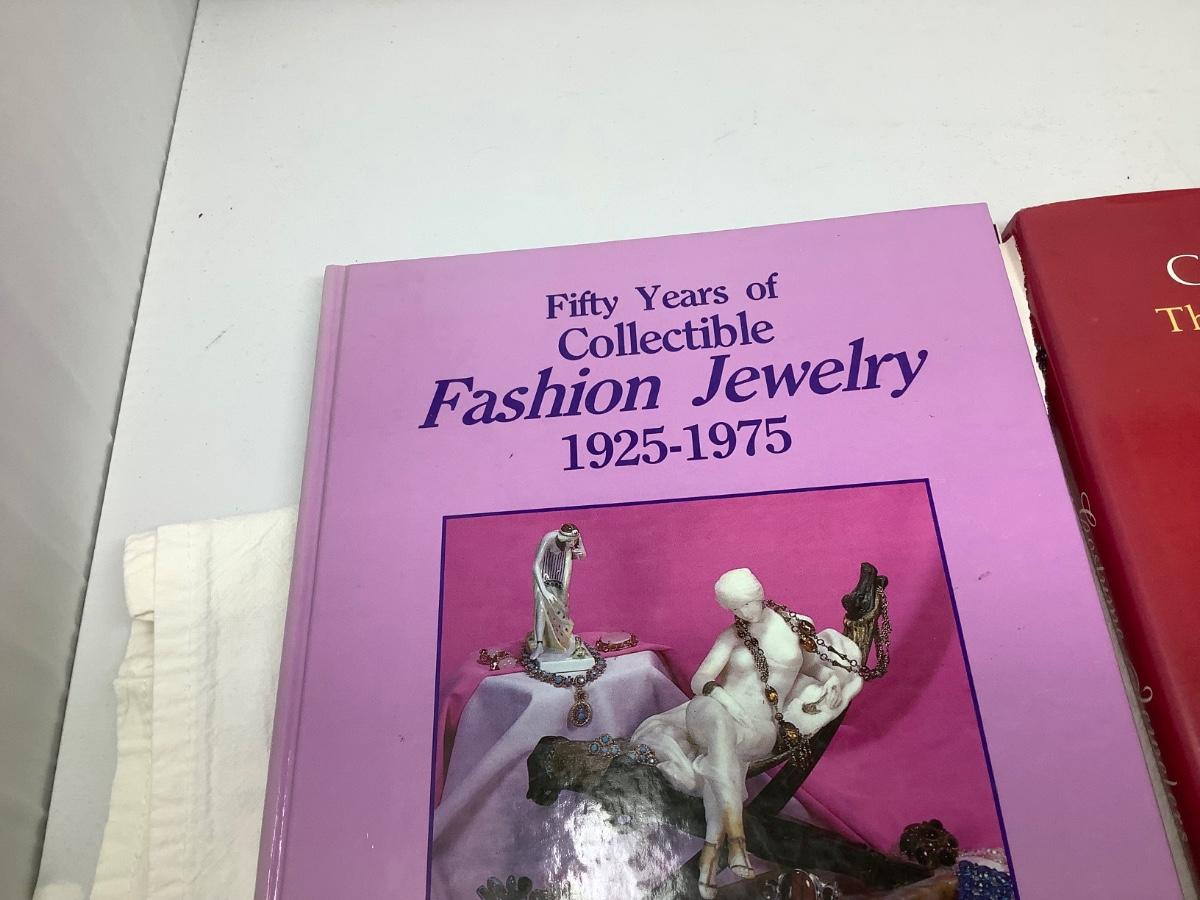 Fifty Years of
Collectible
Fashion Jewelry
1925-1975
C
Th